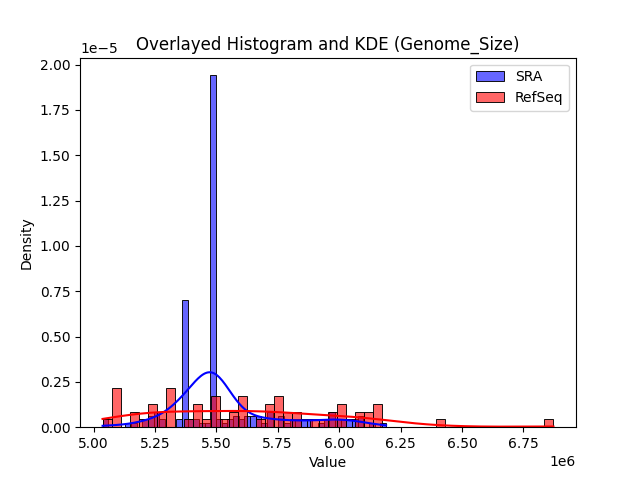 Overlayed Histogram and KDE (Genome_Size)
1e−5
2.00
1.75
1.50
1.25
1.00
0.75
0.50
0.25
0.00
Density
SRA
RefSeq
5.00 5.25 5.50 5.75 6.00 6.25 6.50 6.75
1e6
Value